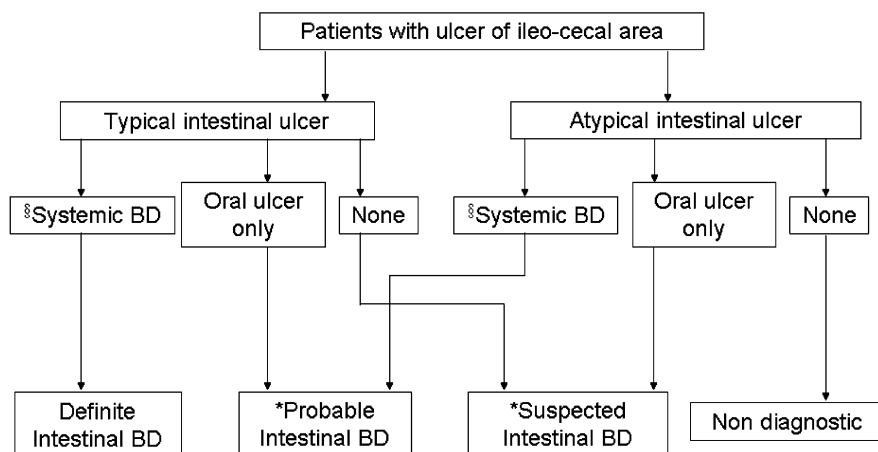 Patients with ulcer of ileo-cecal area
Typical intestinal ulcer
Atypical intestinal ulcer
§Systemic BD
Oral ulcer
only
None
§Systemic BD
Oral ulcer
only
None
Definite
Intestinal BD
*Probable
Intestinal BD
*Suspected
Intestinal BD
Non diagnostic